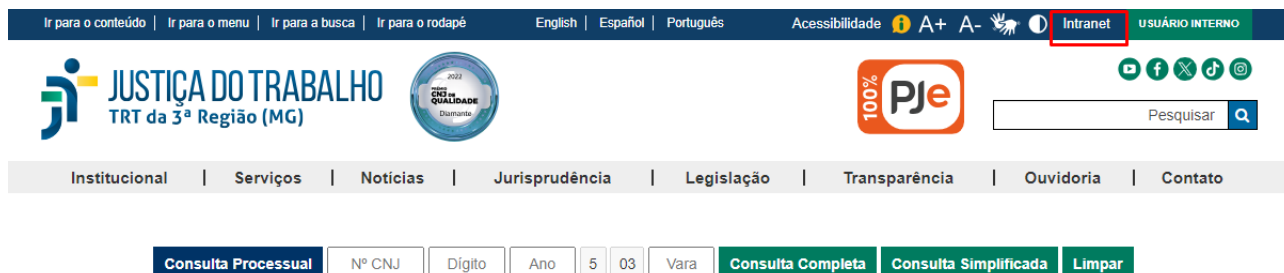 Ir para o conteúdo | Ir para o menu | Ir para a busca | Ir para o rodapé English | Español | Português Acessibilidade A+ A- Intranet USUÁRIO INTERNO
JUSTIÇA DO TRABALHO
TRT da 3ª Região (MG)
2022
PRÊMIO
CNJ DE
QUALIDADE
Diamante
100%
PJe
Pesquisar
Institucional | Serviços | Notícias | Jurisprudência | Legislação | Transparência | Ouvidoria | Contato
Consulta Processual Nº CNJ Dígito Ano 5 03 Vara Consulta Completa Consulta Simplificada Limpar